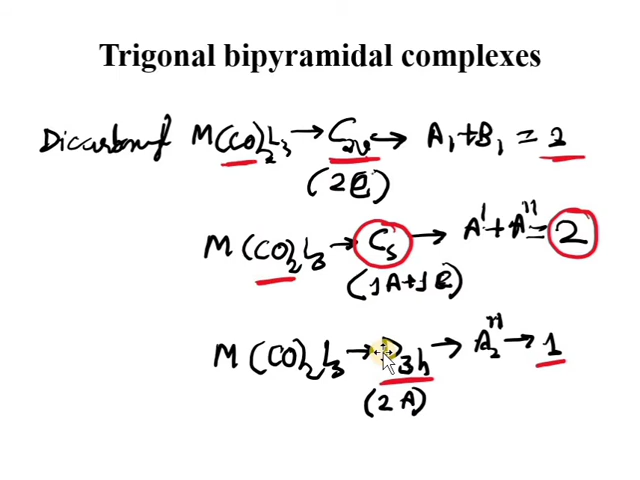 Trigonal bipyramidal complexes
Dicarbonyl M(CO)₂L₃ → C₂ᵥ → A₁+B₁ = 2
(2e)
M(CO)₂L₃ → Cₛ → A'+A" = 2
(1A+1e)
M(CO)₂L₃ → D₃h → A₂" → 1
(2A)